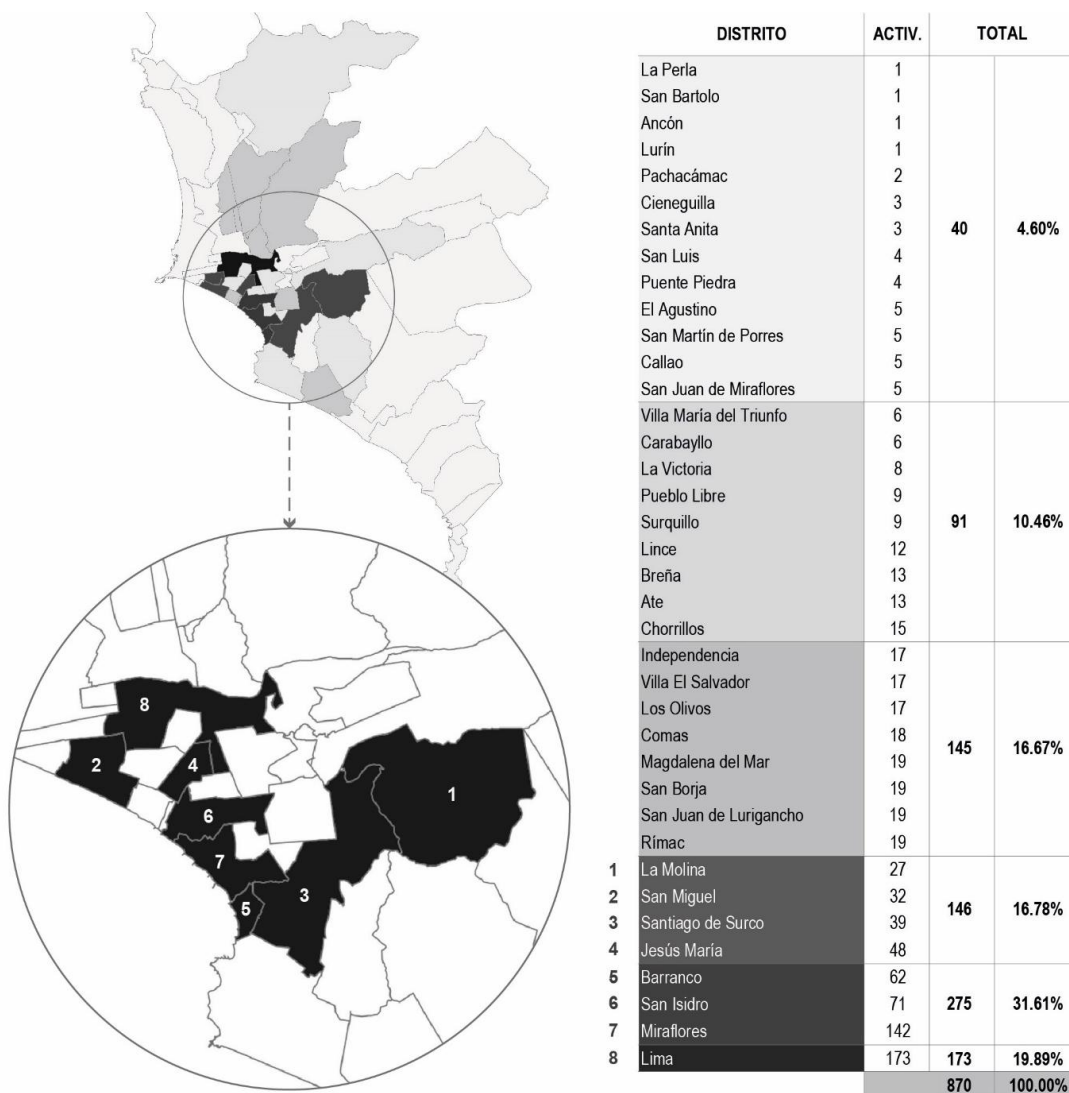 DISTRITO ACTIV. TOTAL
La Perla 1
San Bartolo 1
Ancón 1
Lurín 1
Pachacámac 2
Cieneguilla 3
Santa Anita 3 40 4.60%
San Luis 4
Puente Piedra 4
El Agustino 5
San Martín de Porres 5
Callao 5
San Juan de Miraflores 5
Villa María del Triunfo 6
Carabayllo 6
La Victoria 8
Pueblo Libre 9
Surquillo 9 91 10.46%
Lince 12
Breña 13
Ate 13
Chorrillos 15
Independencia 17
Villa El Salvador 17
Los Olivos 17
Comas 18
Magdalena del Mar 19 145 16.67%
San Borja 19
San Juan de Lurigancho 19
Rímac 19
1 La Molina 27
2 San Miguel 32
146 16.78%
3 Santiago de Surco 39
4 Jesús María 48
5 Barranco 62
6 San Isidro 71 275 31.61%
7 Miraflores 142
8 Lima 173 173 19.89%
870 100.00%
8
2
4
1
6
7
3
5